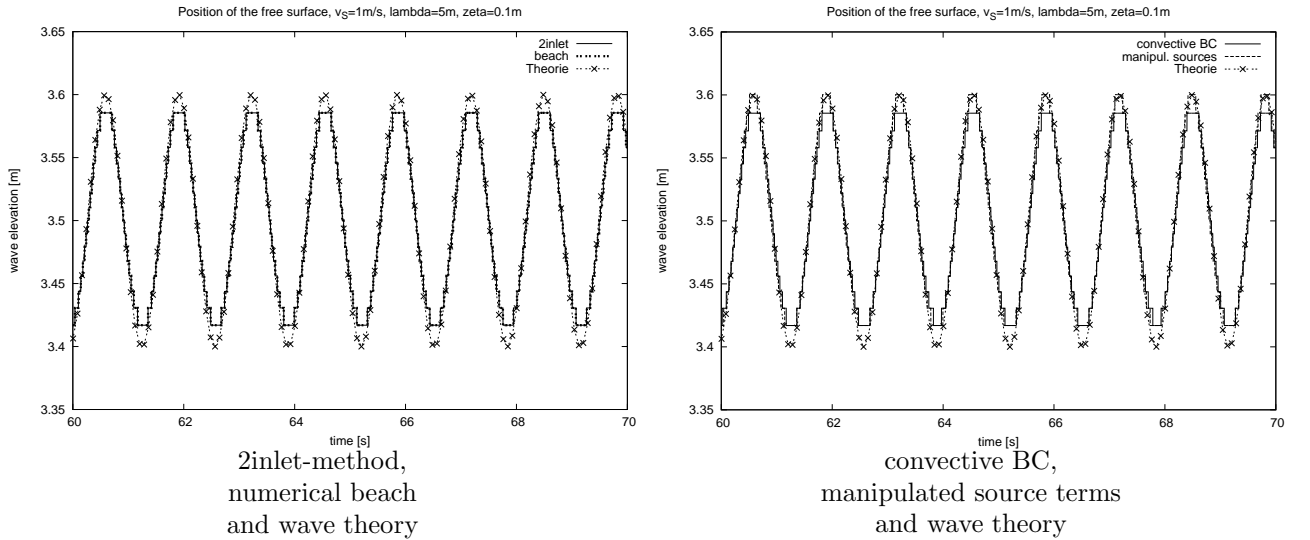 Position of the free surface, vS=1m/s, lambda=5m, zeta=0.1m
3.65
3.6
3.55
3.5
3.45
3.4
3.35
wave elevation [m]
2inlet
beach
Theorie
60
62
64
66
68
70
time [s]
2inlet-method,
numerical beach
and wave theory
Position of the free surface, vS=1m/s, lambda=5m, zeta=0.1m
3.65
3.6
3.55
3.5
3.45
3.4
3.35
wave elevation [m]
convective BC
manipul. sources
Theorie
60
62
64
66
68
70
time [s]
convective BC,
manipulated source terms
and wave theory